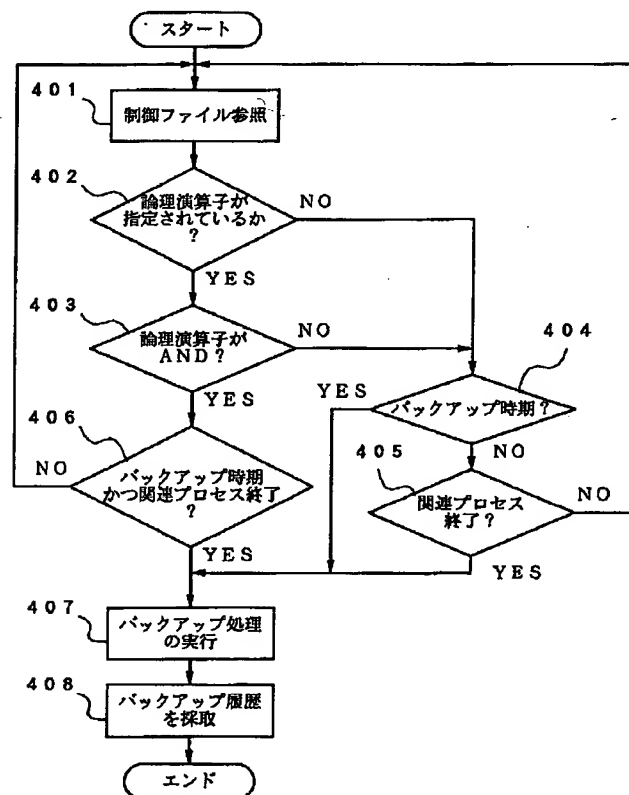 スタート
401
制御ファイル参照
402
論理演算子が
指定されているか
?
NO
YES
403
論理演算子が
AND?
NO
YES
404
バックアップ時期?
YES
NO
405
関連プロセス
終了?
NO
YES
406
バックアップ時期
かつ関連プロセス終了
?
NO
YES
407
バックアップ処理
の実行
408
バックアップ履歴
を採取
エンド